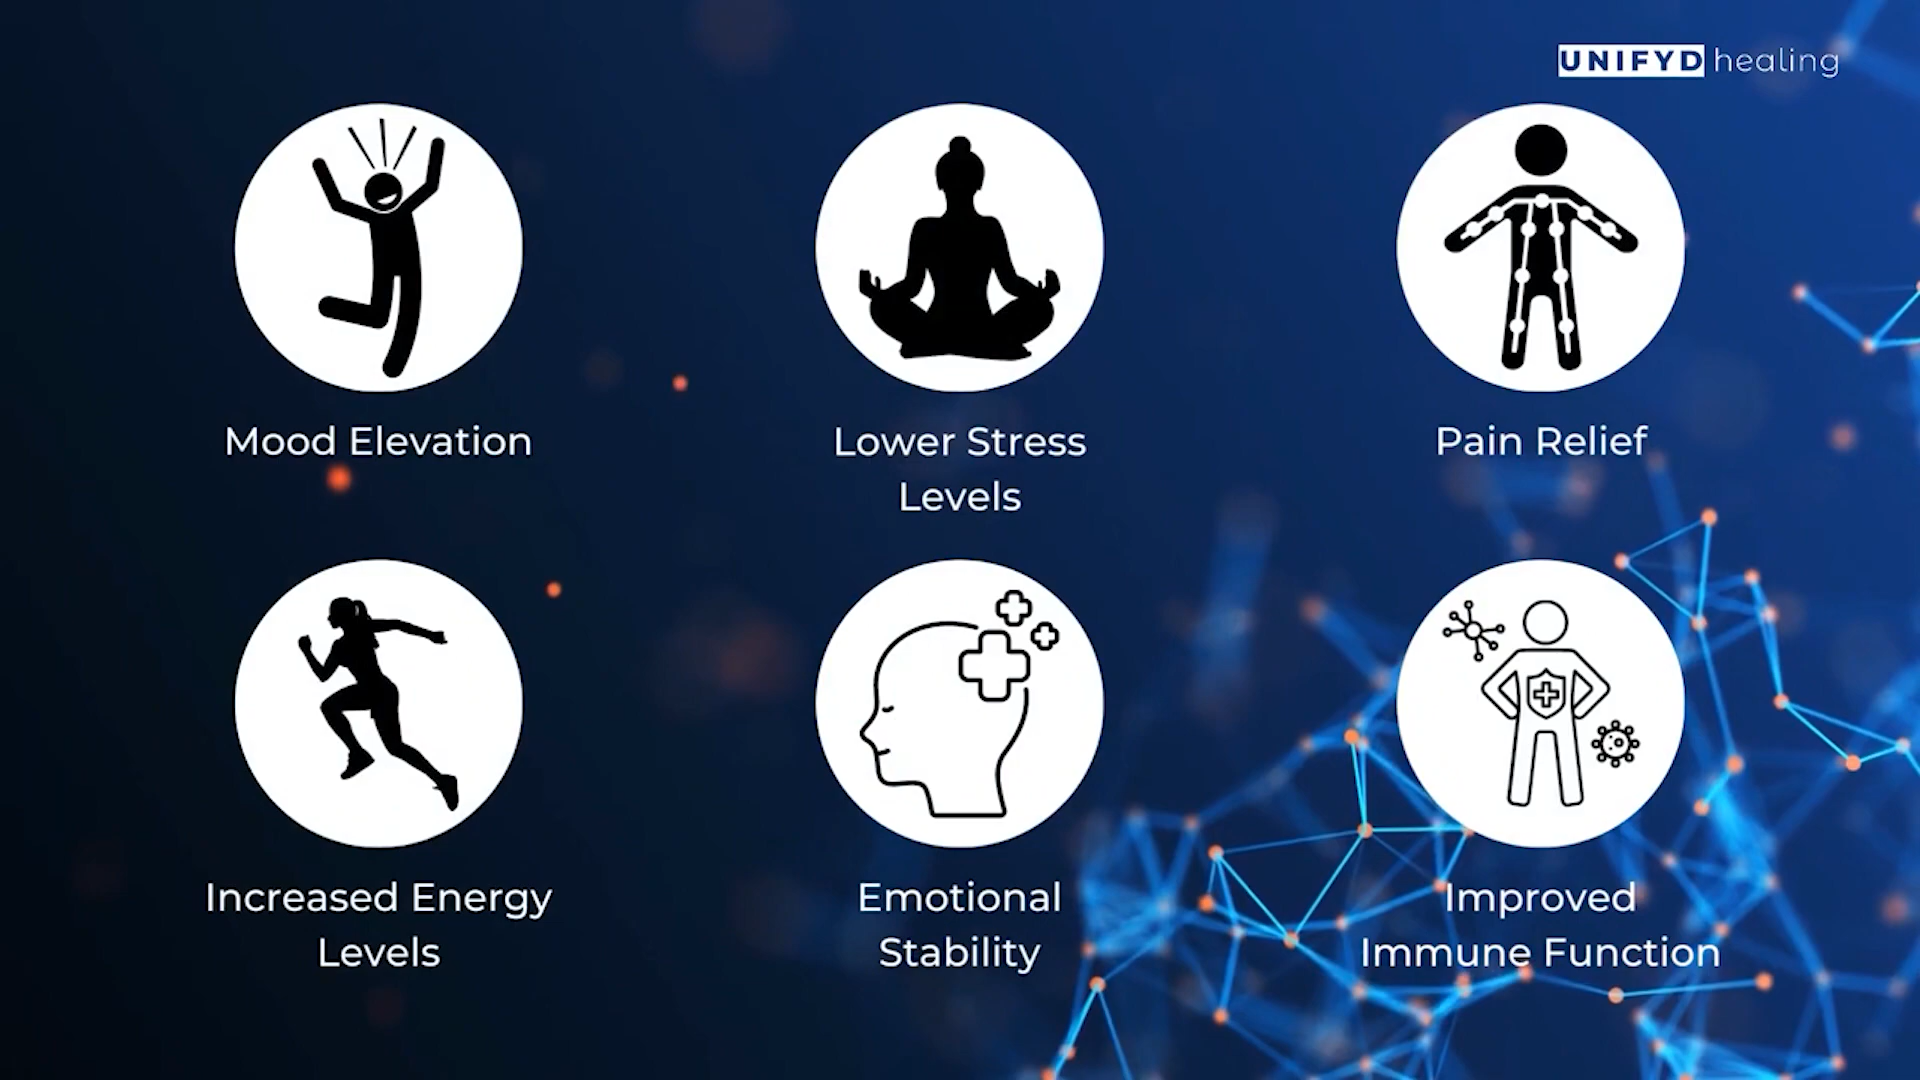 UNIFYD healing
Mood Elevation
Lower Stress
Levels
Pain Relief
Increased Energy
Levels
Emotional
Stability
Improved
Immune Function